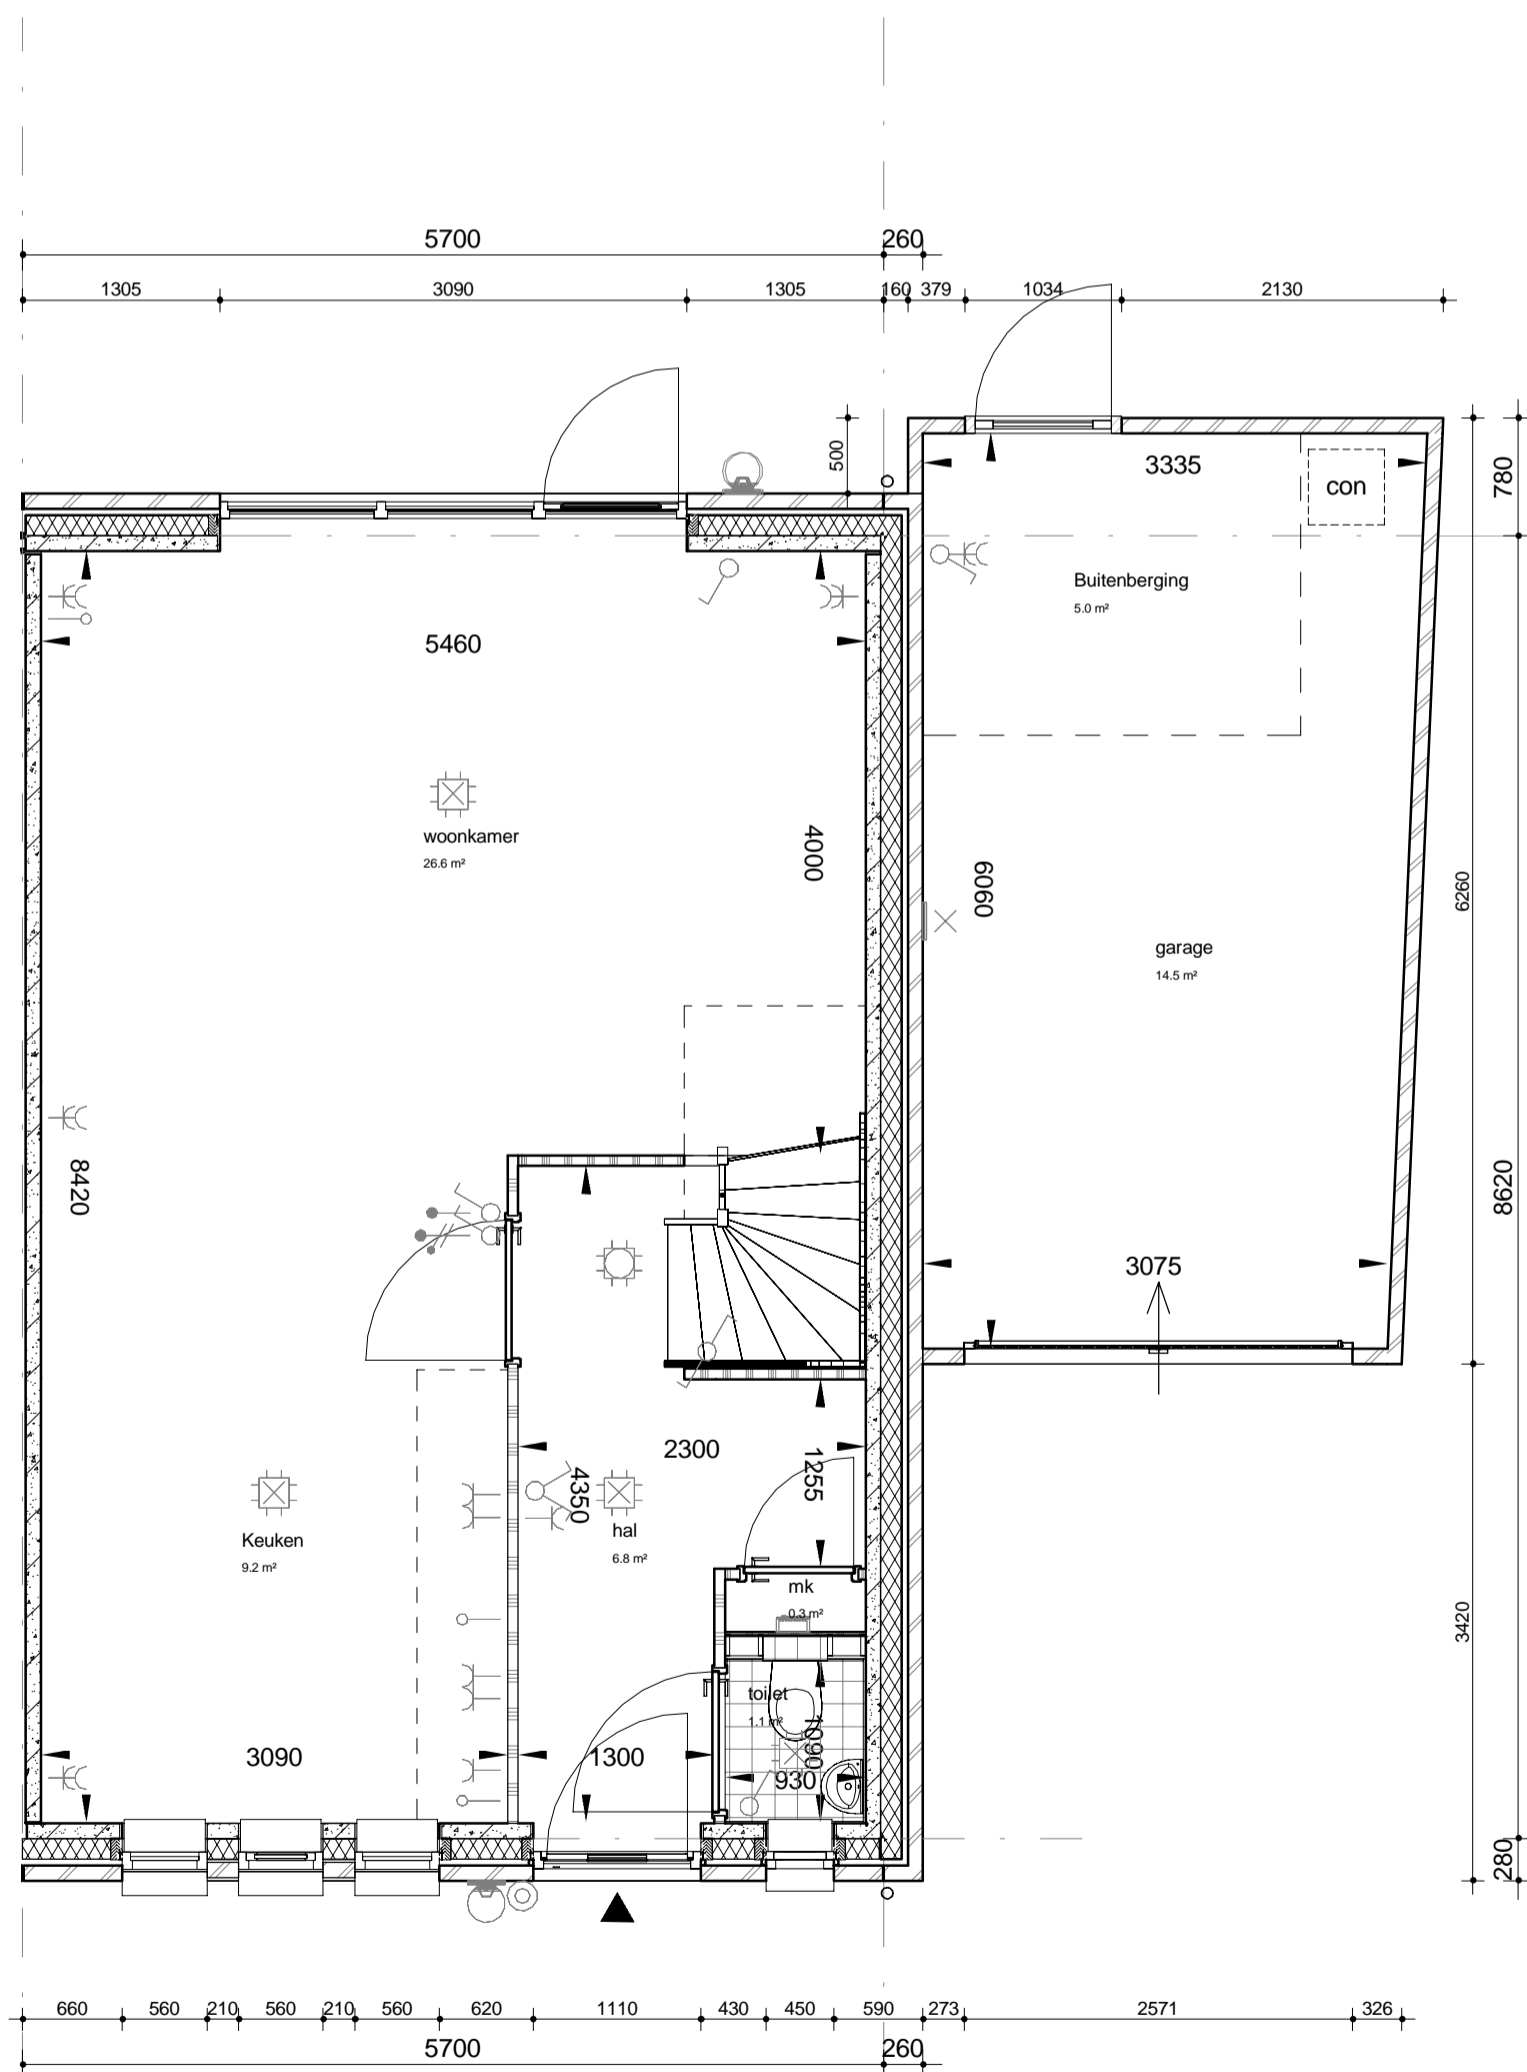 5700 260
1305 3090 1305 160 379 1034 2130
500
3335
con
780
Buitenberging
5.0 m²
5460
woonkamer
26.6 m²
4000
6060
6260
garage
14.5 m²
8420
8620
3075
2300
1255
4350
Keuken
9.2 m²
hal
6.8 m²
mk
0.3 m²
3420
toilet
1.1 m²
1090
3090
1300
930
280
660 560 210 560 210 560 620 1110 430 450 590 273 2571 326
5700 260